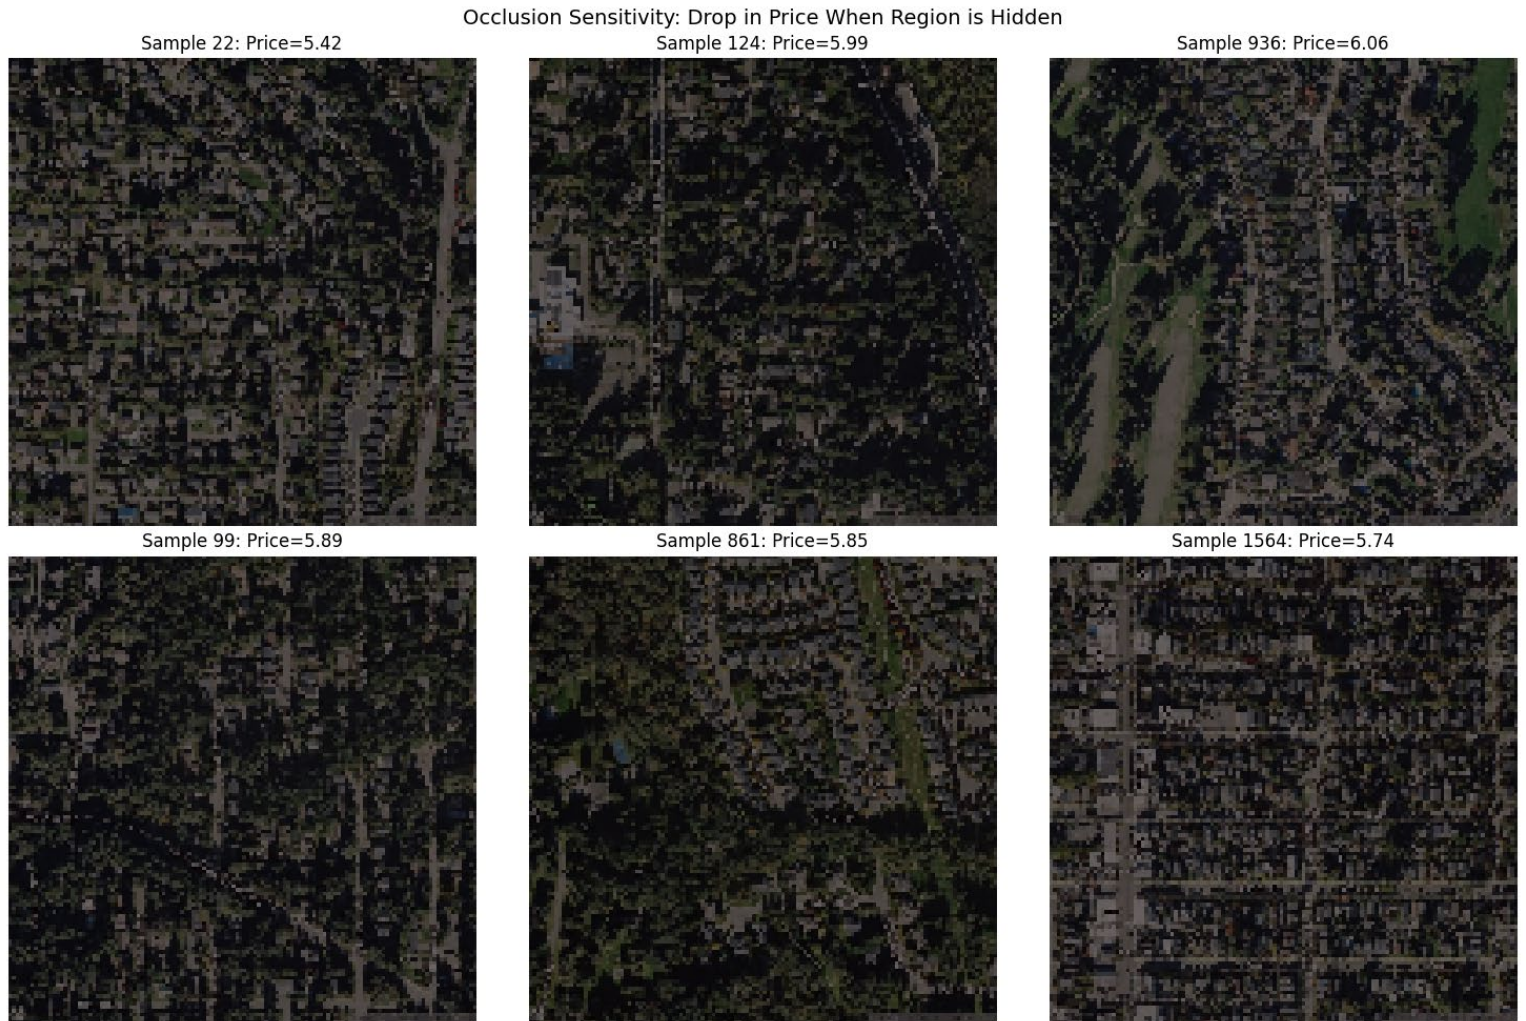 Occlusion Sensitivity: Drop in Price When Region is Hidden
Sample 22: Price=5.42
Sample 124: Price=5.99
Sample 936: Price=6.06
Sample 99: Price=5.89
Sample 861: Price=5.85
Sample 1564: Price=5.74